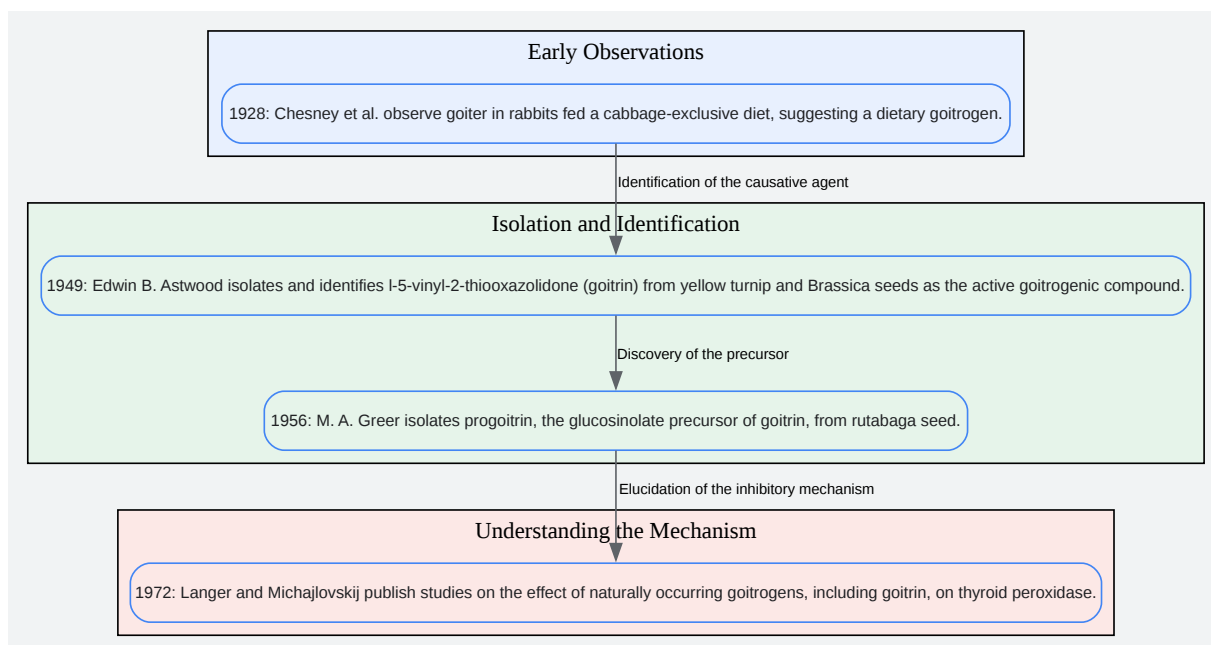 Early Observations
1928: Chesney et al. observe goiter in rabbits fed a cabbage-exclusive diet, suggesting a dietary goitrogen.
Identification of the causative agent
Isolation and Identification
1949: Edwin B. Astwood isolates and identifies l-5-vinyl-2-thiooxazolidone (goitrin) from yellow turnip and Brassica seeds as the active goitrogenic compound.
Discovery of the precursor
1956: M. A. Greer isolates progoitrin, the glucosinolate precursor of goitrin, from rutabaga seed.
Elucidation of the inhibitory mechanism
Understanding the Mechanism
1972: Langer and Michajlovskij publish studies on the effect of naturally occurring goitrogens, including goitrin, on thyroid peroxidase.